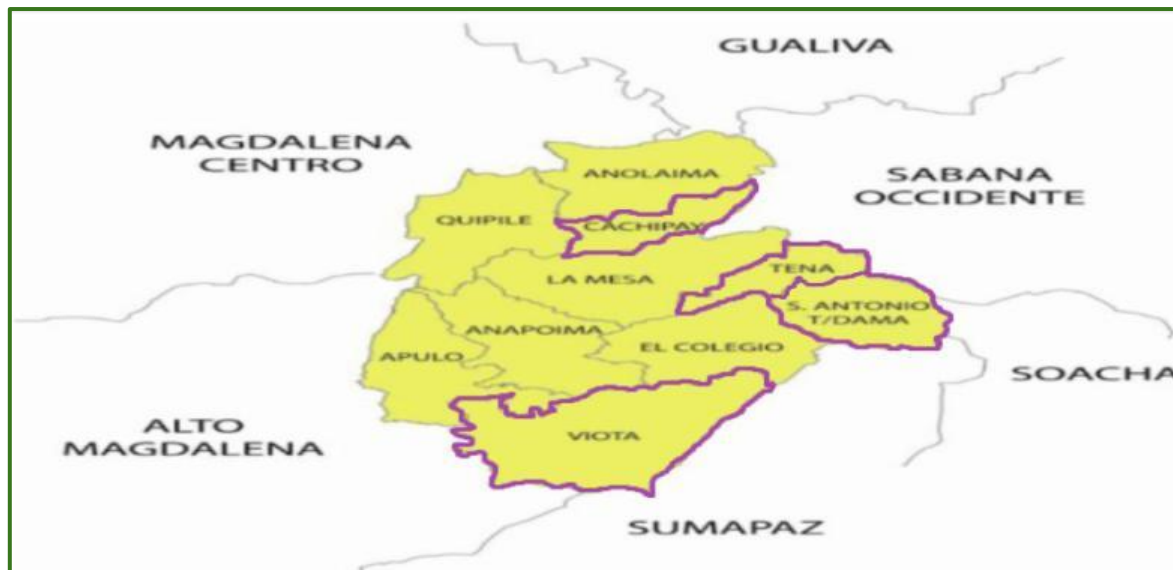 GUALIVA
MAGDALENA
CENTRO
ANOLAIMA
SABANA
OCCIDENTE
QUIPILE
CACHIPAY
LA MESA
TENA
S. ANTONIO
T/DAMA
ANAPOIMA
EL COLEGIO
APULO
SOACHA
ALTO
MAGDALENA
VIOTA
SUMAPAZ